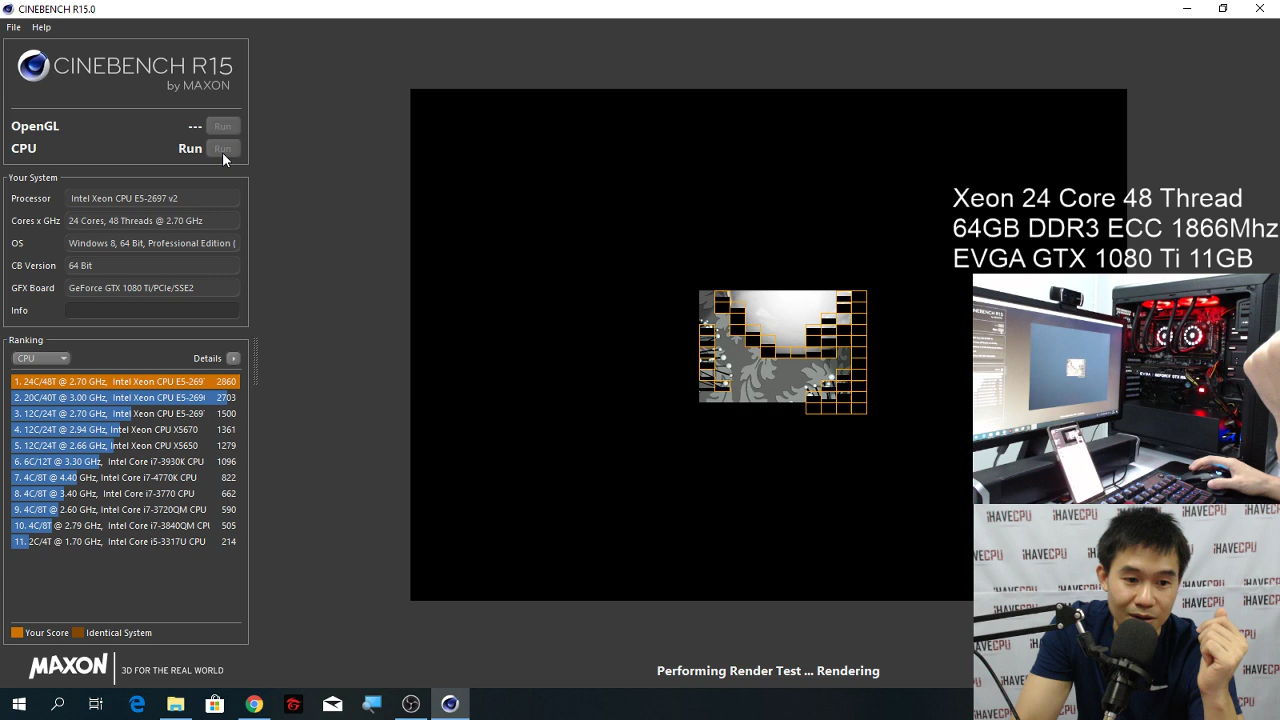 CINEBENCH R15.0
File Help
CINEBENCH R15
by MAXON
OpenGL --- Run
CPU Run Run
Your System
Processor Intel Xeon CPU E5-2697 v2
Cores x GHz 24 Cores, 48 Threads @ 2.70 GHz
OS Windows 8, 64 Bit, Professional Edition (
CB Version 64 Bit
GFX Board GeForce GTX 1080 Ti/PCIe/SSE2
Info
Ranking
CPU Details
1. 24C/48T @ 2.70 GHz, Intel Xeon CPU E5-269 2860
2. 20C/40T @ 3.00 GHz, Intel Xeon CPU E5-269 2703
3. 12C/24T @ 2.70 GHz, Intel Xeon CPU E5-269 1500
4. 12C/24T @ 2.94 GHz, Intel Xeon CPU X5670 1361
5. 12C/24T @ 2.66 GHz, Intel Xeon CPU X5650 1279
6. 6C/12T @ 3.30 GHz, Intel Core i7-3930K CPU 1096
7. 4C/8T @ 4.40 GHz, Intel Core i7-4770K CPU 822
8. 4C/8T @ 3.40 GHz, Intel Core i7-3770 CPU 662
9. 4C/8T @ 2.60 GHz, Intel Core i7-3720QM CPU 590
10. 4C/8T @ 2.79 GHz, Intel Core i7-3840QM CPU 505
11. 2C/4T @ 1.70 GHz, Intel Core i5-3317U CPU 214
Your Score Identical System
MAXON 3D FOR THE REAL WORLD
Performing Render Test ... Rendering
Xeon 24 Core 48 Thread
64GB DDR3 ECC 1866Mhz
EVGA GTX 1080 Ti 11GB
iHAVECPU iHAVECPU iHAVECPU
iHAVECPU iHAVECPU
iHAVECPU iHAVECPU